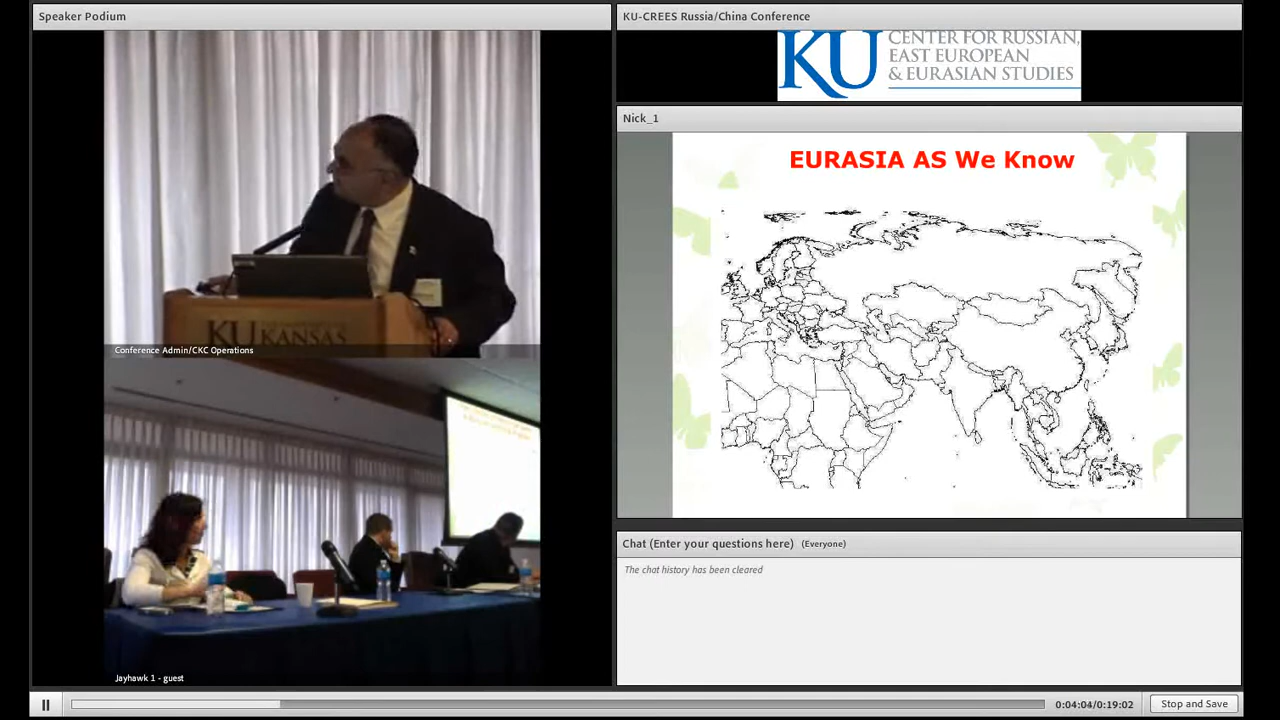 Speaker Podium
KU KANSAS
Conference Admin/CKC Operations
Jayhawk 1 - guest
KU-CREES Russia/China Conference
KU
CENTER FOR RUSSIAN,
EAST EUROPEAN
& EURASIAN STUDIES
Nick_1
EURASIA AS We Know
Chat (Enter your questions here) (Everyone)
The chat history has been cleared
0:04:04/0:19:02
Stop and Save